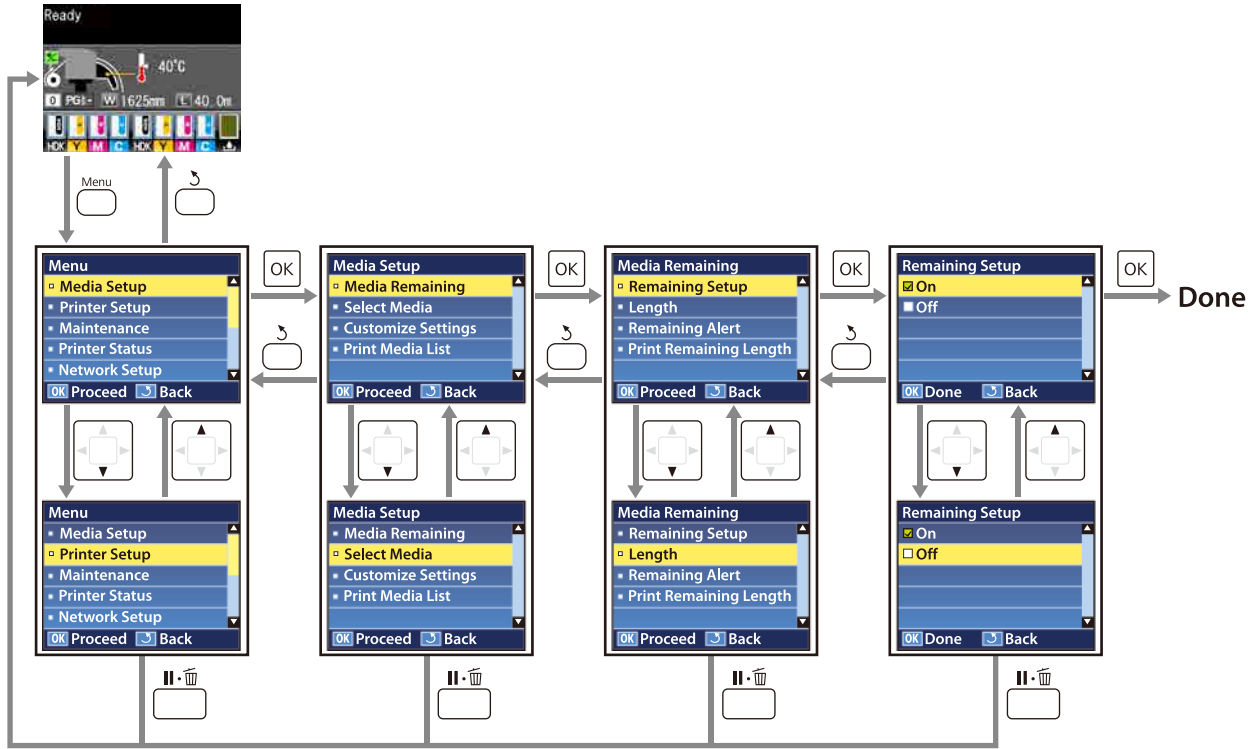 Ready
40°C
0 PG:- W 1625mm L 40.0m
HDK Y M C HDK Y M C
Menu
OK
OK
OK
OK
Menu
Media Setup
Printer Setup
Maintenance
Printer Status
Network Setup
OK Proceed Back
Media Setup
Media Remaining
Select Media
Customize Settings
Print Media List
OK Proceed Back
Media Remaining
Remaining Setup
Length
Remaining Alert
Print Remaining Length
OK Proceed Back
Remaining Setup
On
Off
OK Done Back
Done
Menu
Media Setup
Printer Setup
Maintenance
Printer Status
Network Setup
OK Proceed Back
Media Setup
Media Remaining
Select Media
Customize Settings
Print Media List
OK Proceed Back
Media Remaining
Remaining Setup
Length
Remaining Alert
Print Remaining Length
OK Proceed Back
Remaining Setup
On
Off
OK Done Back